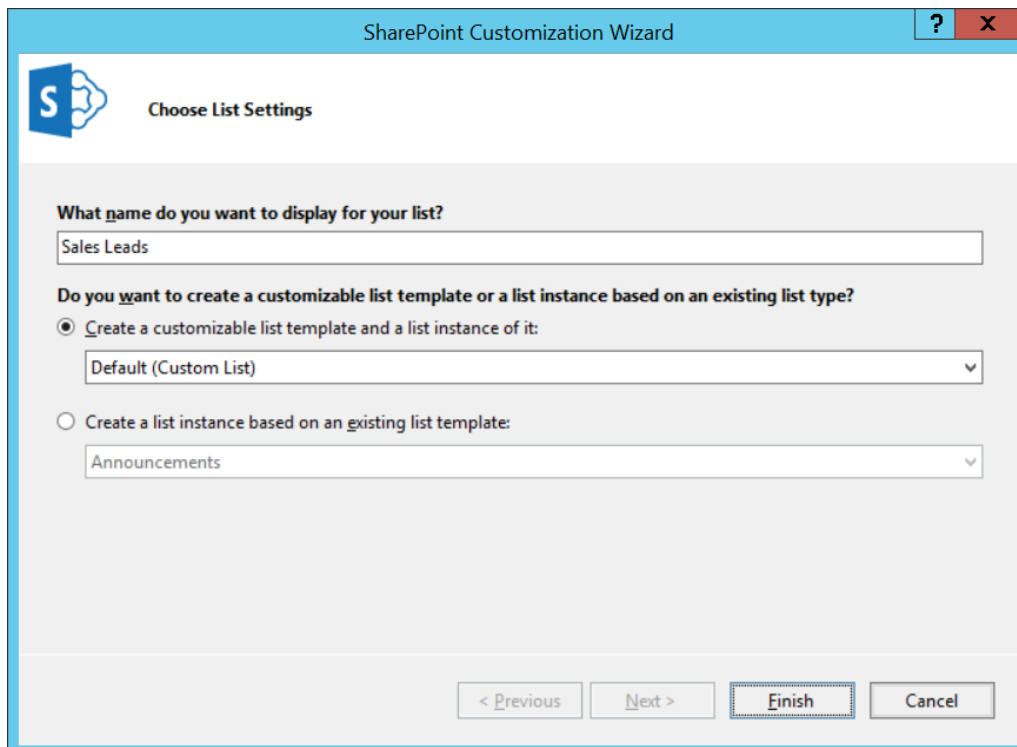 SharePoint Customization Wizard
? X
S
Choose List Settings
What name do you want to display for your list?
Sales Leads
Do you want to create a customizable list template or a list instance based on an existing list type?
Create a customizable list template and a list instance of it:
Default (Custom List)
Create a list instance based on an existing list template:
Announcements
< Previous Next > Finish Cancel